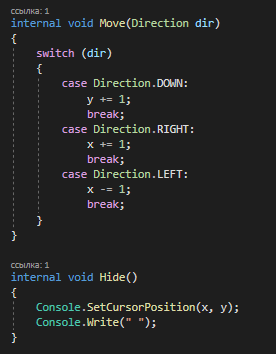 ссылка: 1
internal void Move(Direction dir)
{
    switch (dir)
    {
        case Direction.DOWN:
            y += 1;
            break;
        case Direction.RIGHT:
            x += 1;
            break;
        case Direction.LEFT:
            x -= 1;
            break;
    }
}
ссылка: 1
internal void Hide()
{
    Console.SetCursorPosition(x, y);
    Console.Write(" ");
}